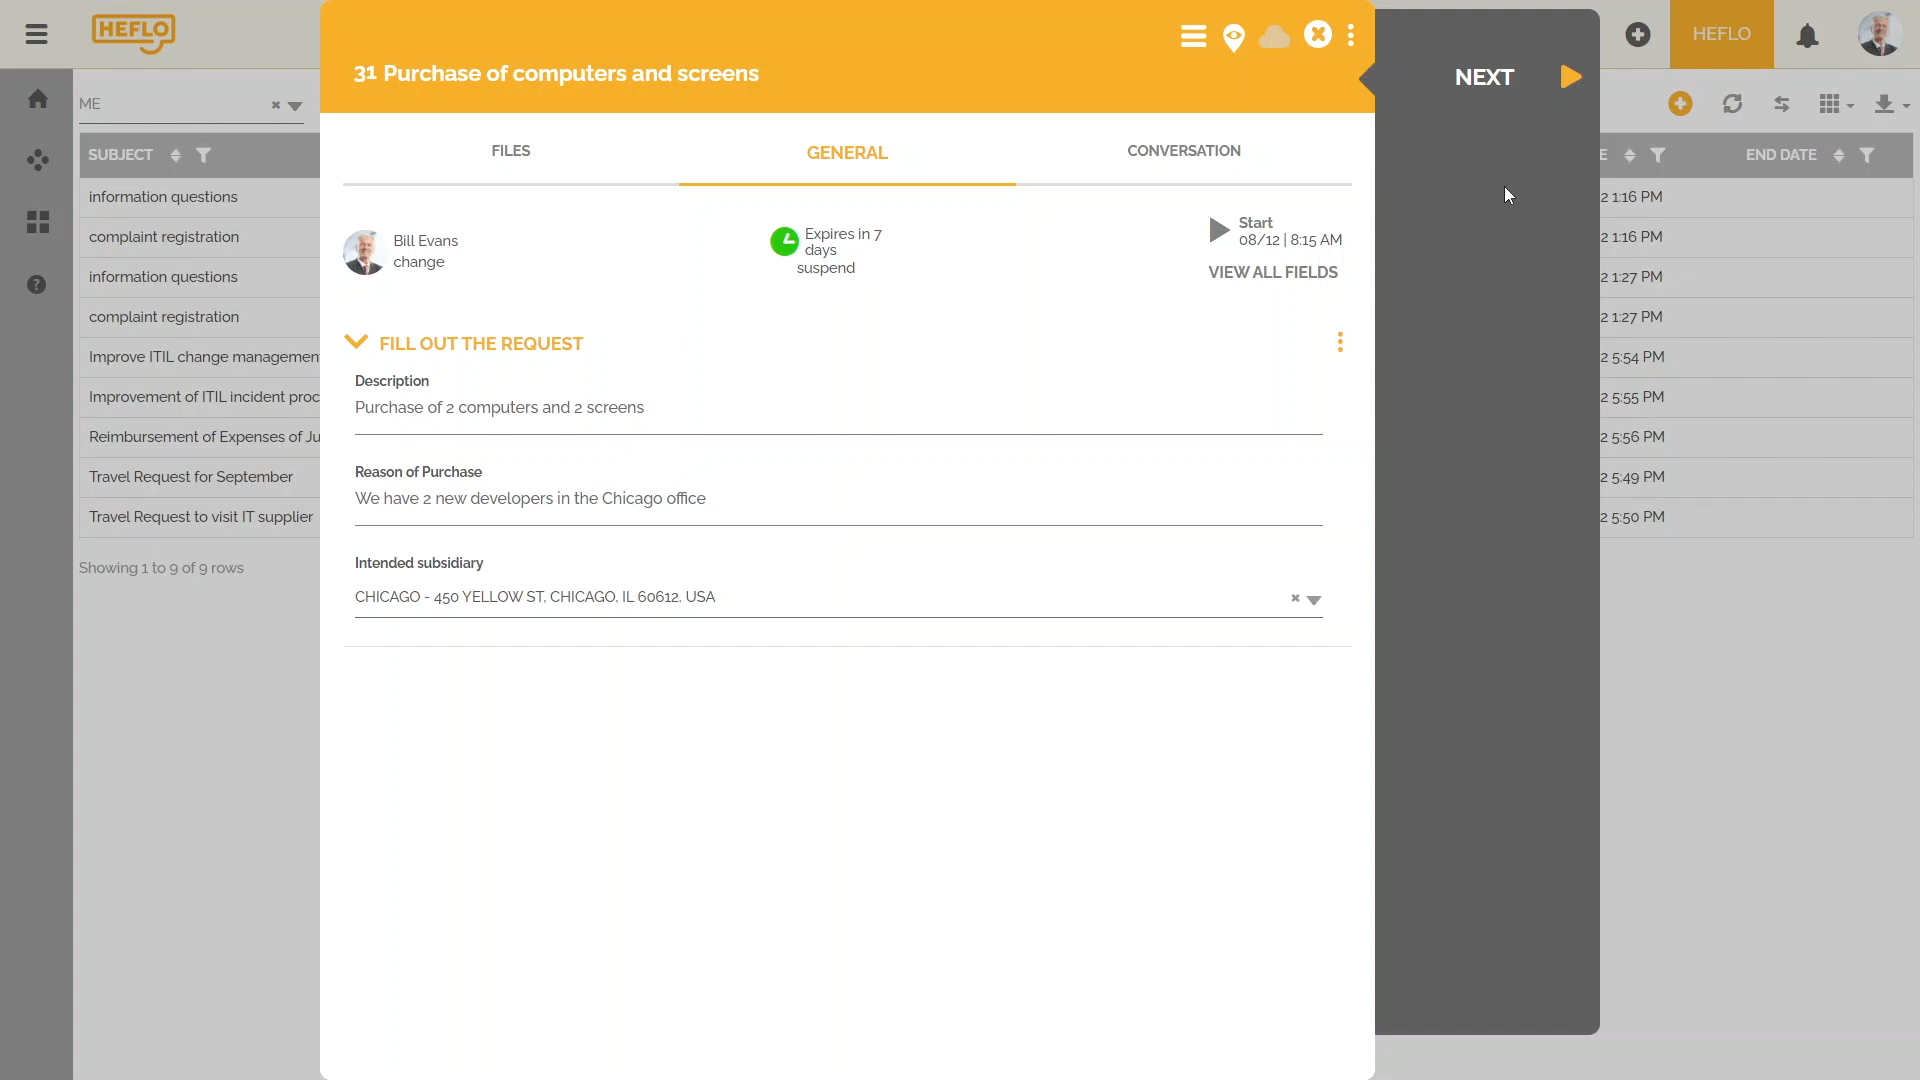 HEFLO
HEFLO
31 Purchase of computers and screens
NEXT
ME
FILES
GENERAL
CONVERSATION
SUBJECT
E
END DATE
information questions
2 1:16 PM
complaint registration
2 1:16 PM
information questions
2 1:27 PM
complaint registration
2 1:27 PM
Improve ITIL change managemen
2 5:54 PM
Improvement of ITIL incident proc
2 5:55 PM
Reimbursement of Expenses of Ju
2 5:56 PM
Travel Request for September
2 5:49 PM
Travel Request to visit IT supplier
2 5:50 PM
Showing 1 to 9 of 9 rows
Bill Evans
change
Expires in 7
days
suspend
Start
08/12 | 8:15 AM
VIEW ALL FIELDS
FILL OUT THE REQUEST
Description
Purchase of 2 computers and 2 screens
Reason of Purchase
We have 2 new developers in the Chicago office
Intended subsidiary
CHICAGO - 450 YELLOW ST, CHICAGO, IL 60612, USA